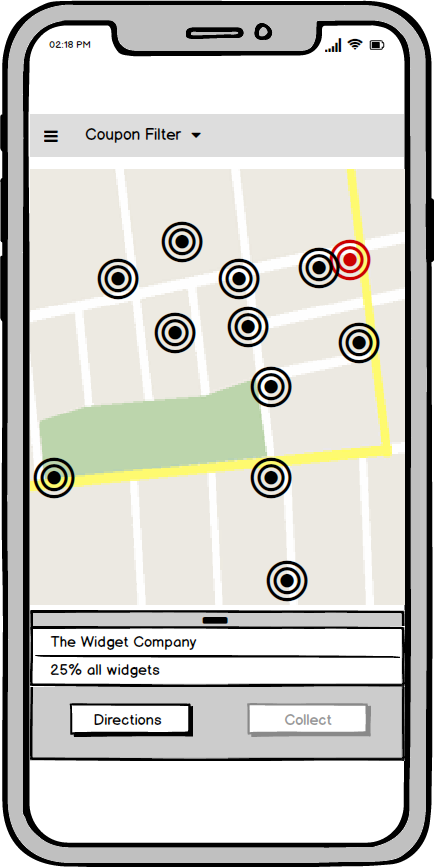 02:18 PM
Coupon Filter
The Widget Company
25% all widgets
Directions
Collect